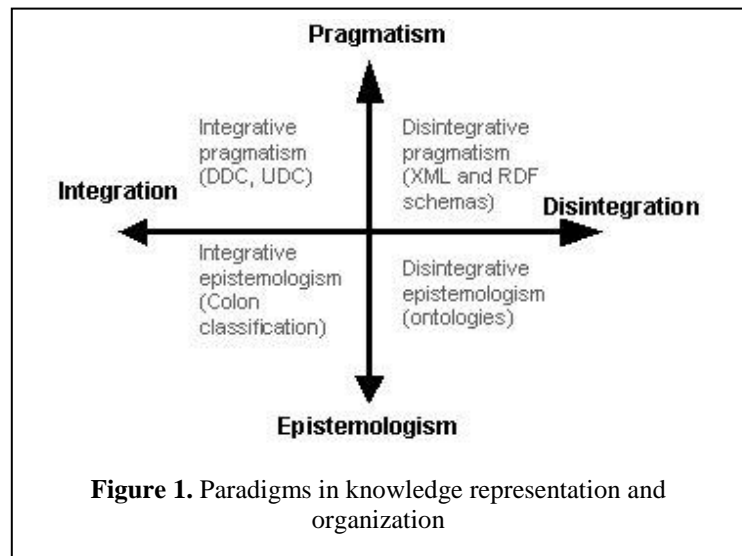 Pragmatism
Integrative
pragmatism
(DDC, UDC)
Disintegrative
pragmatism
(XML and RDF
schemas)
Integration
Disintegration
Integrative
epistemologism
(Colon
classification)
Disintegrative
epistemologism
(ontologies)
Epistemologism
Figure 1. Paradigms in knowledge representation and
organization